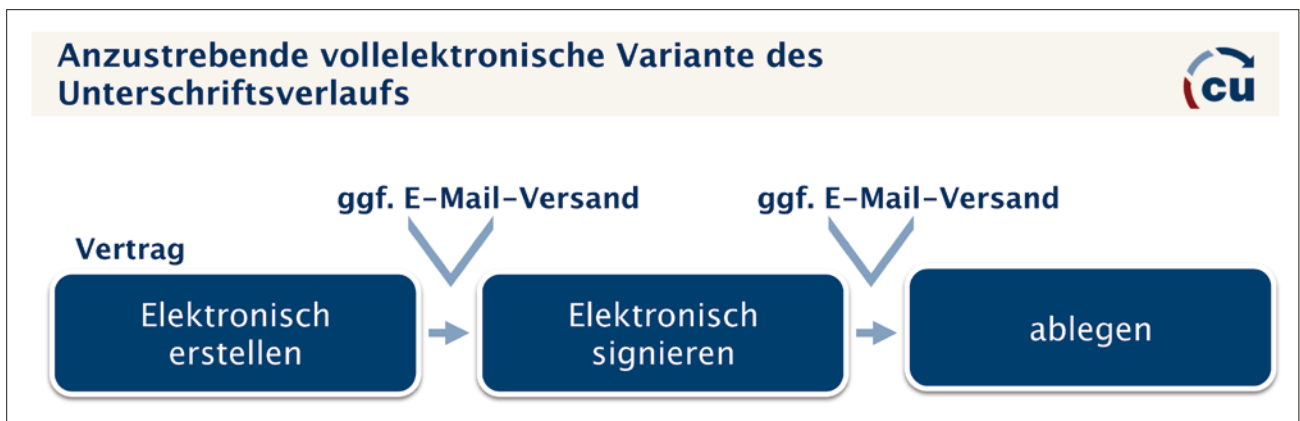 Anzustrebende vollelektronische Variante des
Unterschriftsverlaufs
cu
ggf. E-Mail-Versand
ggf. E-Mail-Versand
Vertrag
Elektronisch
erstellen
Elektronisch
signieren
ablegen